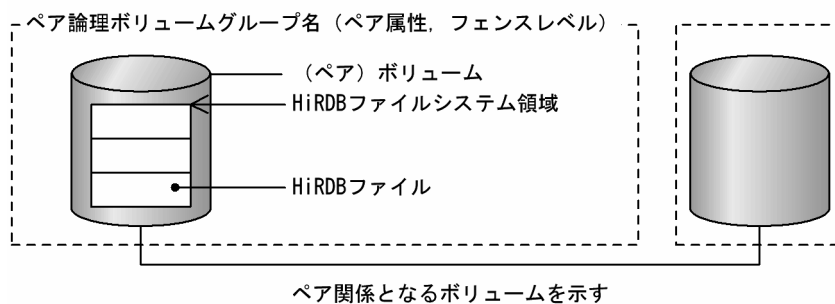 ペア論理ボリュームグループ名（ペア属性，フェンスレベル）
（ペア）ボリューム
HiRDBファイルシステム領域
HiRDBファイル
ペア関係となるボリュームを示す